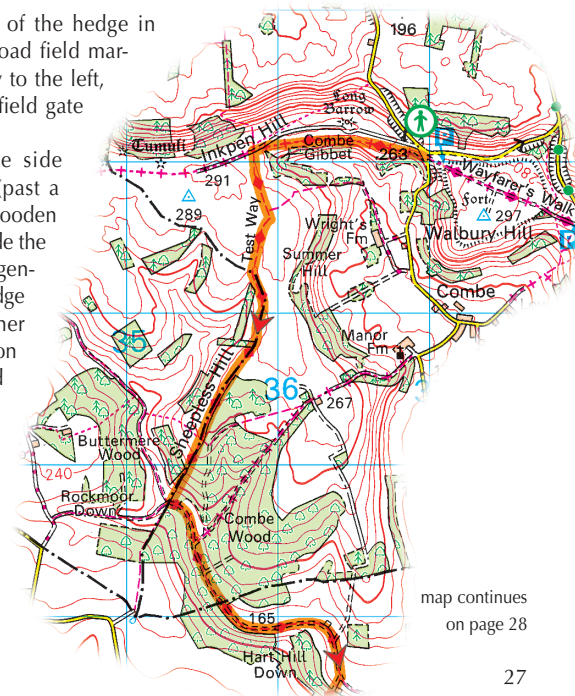 of the hedge in
oad field mar-
to the left,
field gate
e side
past a
ooden
de the
gen-
dge
ner
on
196
Long
Barrow
Inkpen Hill
Combe
Gibbet
263
P
Tumuli
291
289
Wayfarer's Walk
Fort
297
Walbury Hill
P
Test Way
Wright's
Fm
Summer
Hill
Combe
Manor
Fm
35
36
Sheepless Hill
267
Buttermere
Wood
240
Rockmoor
Down
Combe
Wood
165
Hart Hill
Down
map continues
on page 28
27